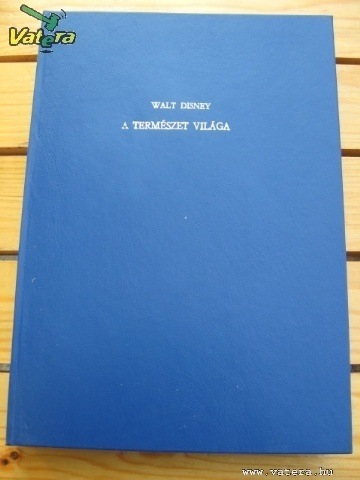 Vatera
WALT DISNEY
A TERMÉSZET VILÁGA
www.vatera.hu